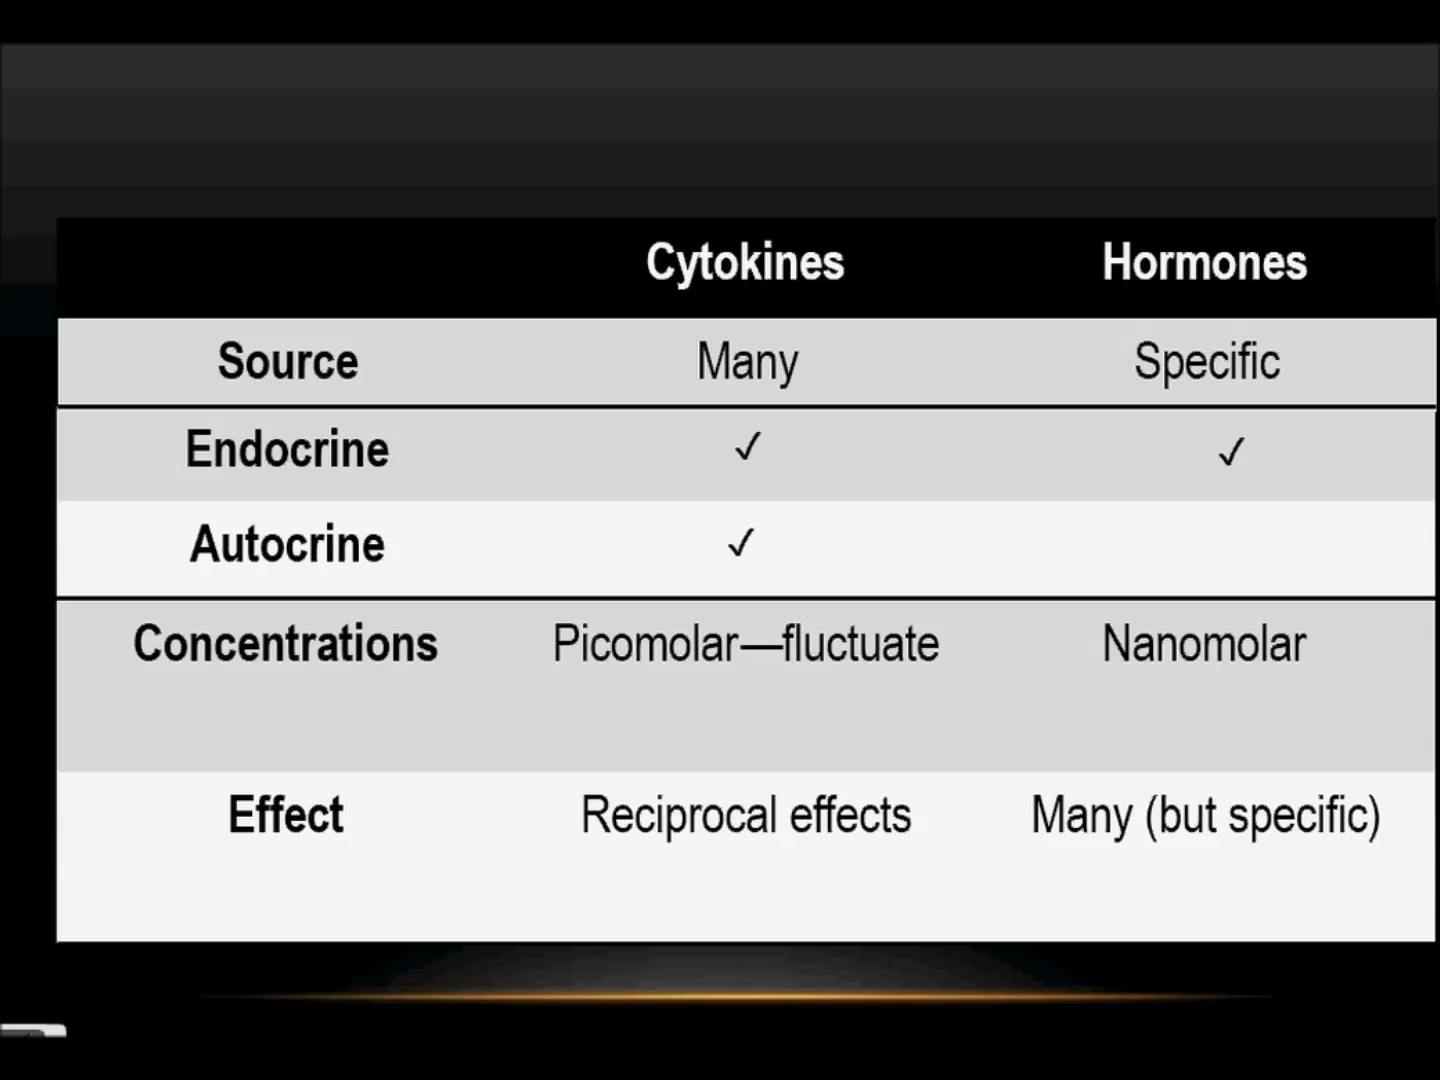 Cytokines Hormones
Source Many Specific
Endocrine ✓ ✓
Autocrine ✓
Concentrations Picomolar—fluctuate Nanomolar
Effect Reciprocal effects Many (but specific)